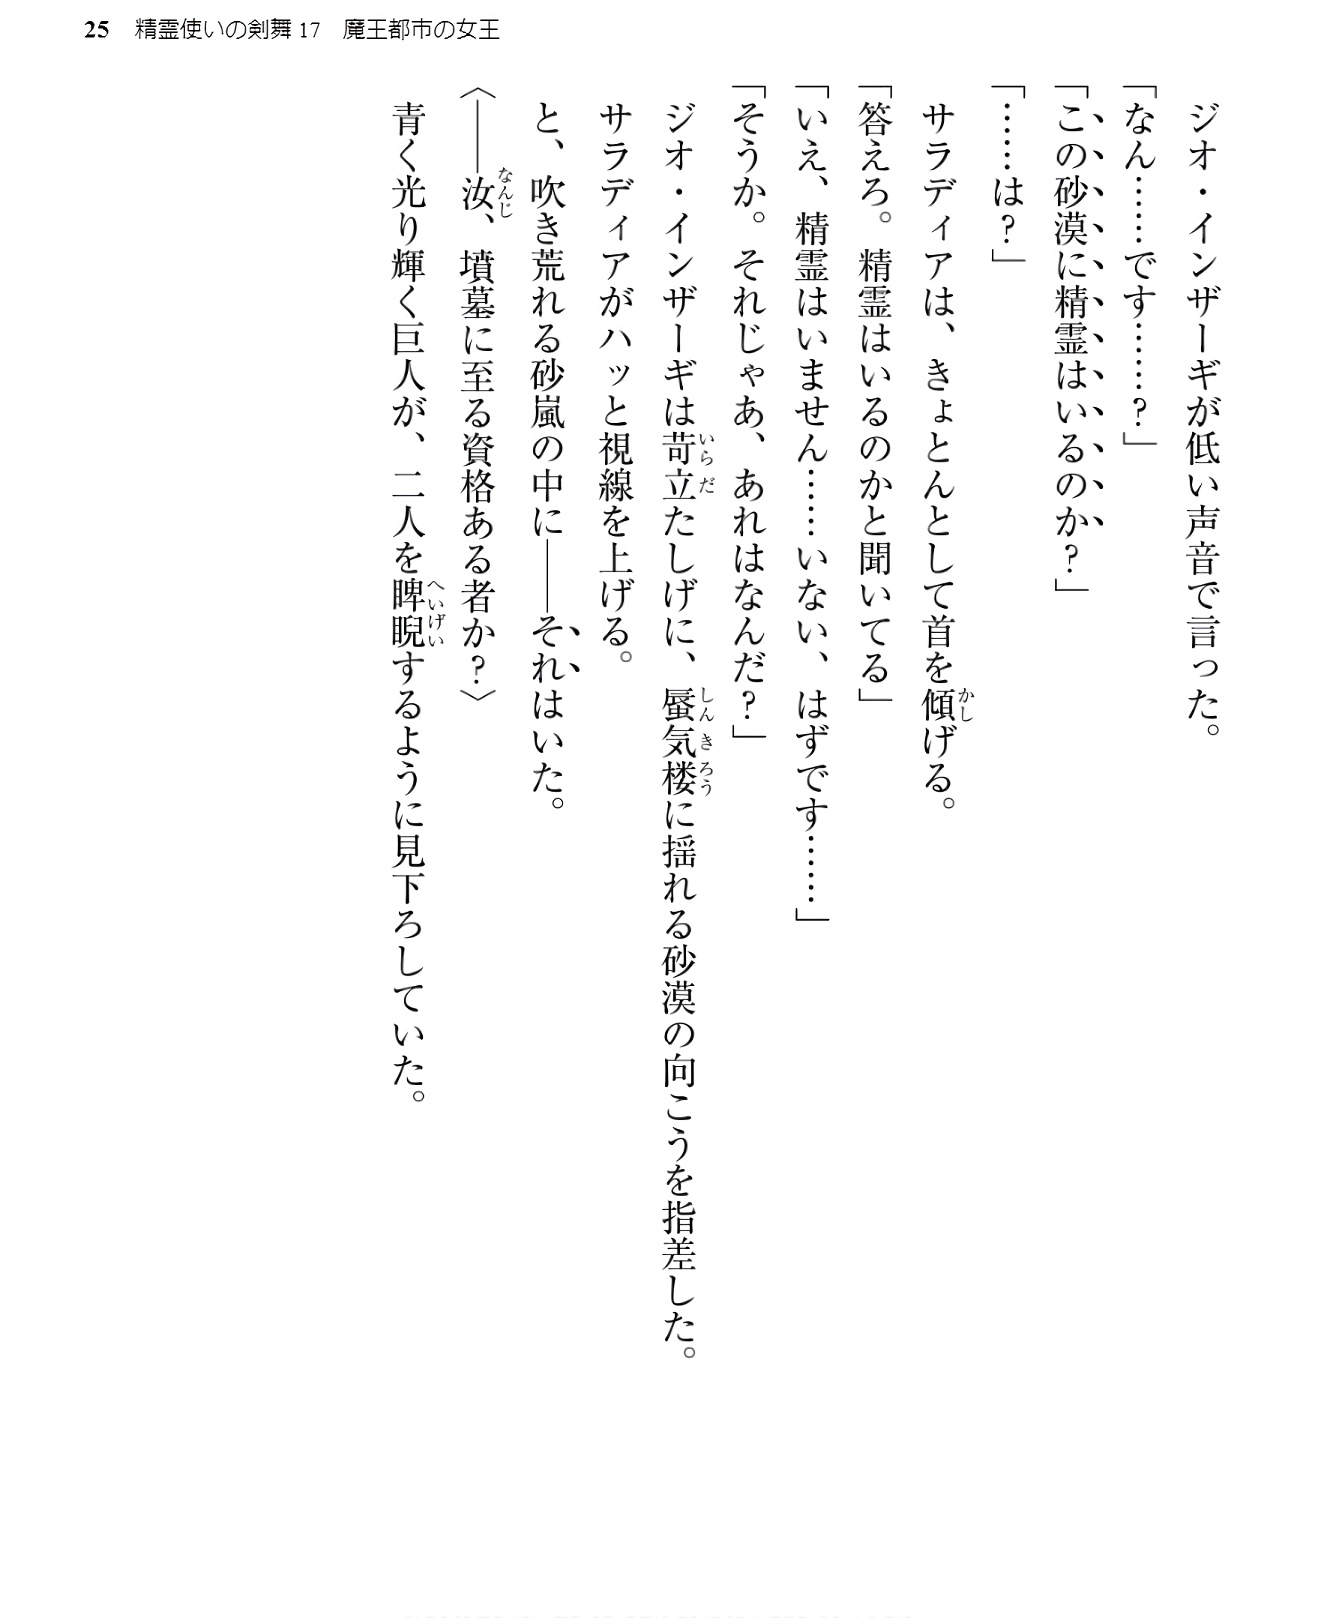 25 精霊使いの剣舞17 魔王都市の女王
ジオ・インザーギが低い声音で言った。
「なん……です……？」
「この砂漠に精霊はいるのか？」
「……は？」
サラディアは、きょとんとして首を傾げる。
「答えろ。精霊はいるのかと聞いてる」
「いえ、精霊はいません……いない、はずです……」
「そうか。それじゃあ、あれはなんだ？」
ジオ・インザーギは苛立たしげに、蜃気楼に揺れる砂漠の向こうを指差した。
サラディアがハッと視線を上げる。
と、吹き荒れる砂嵐の中に――それはいた。
〈――汝、墳墓に至る資格ある者か？〉
青く光り輝く巨人が、二人を睥睨するように見下ろしていた。